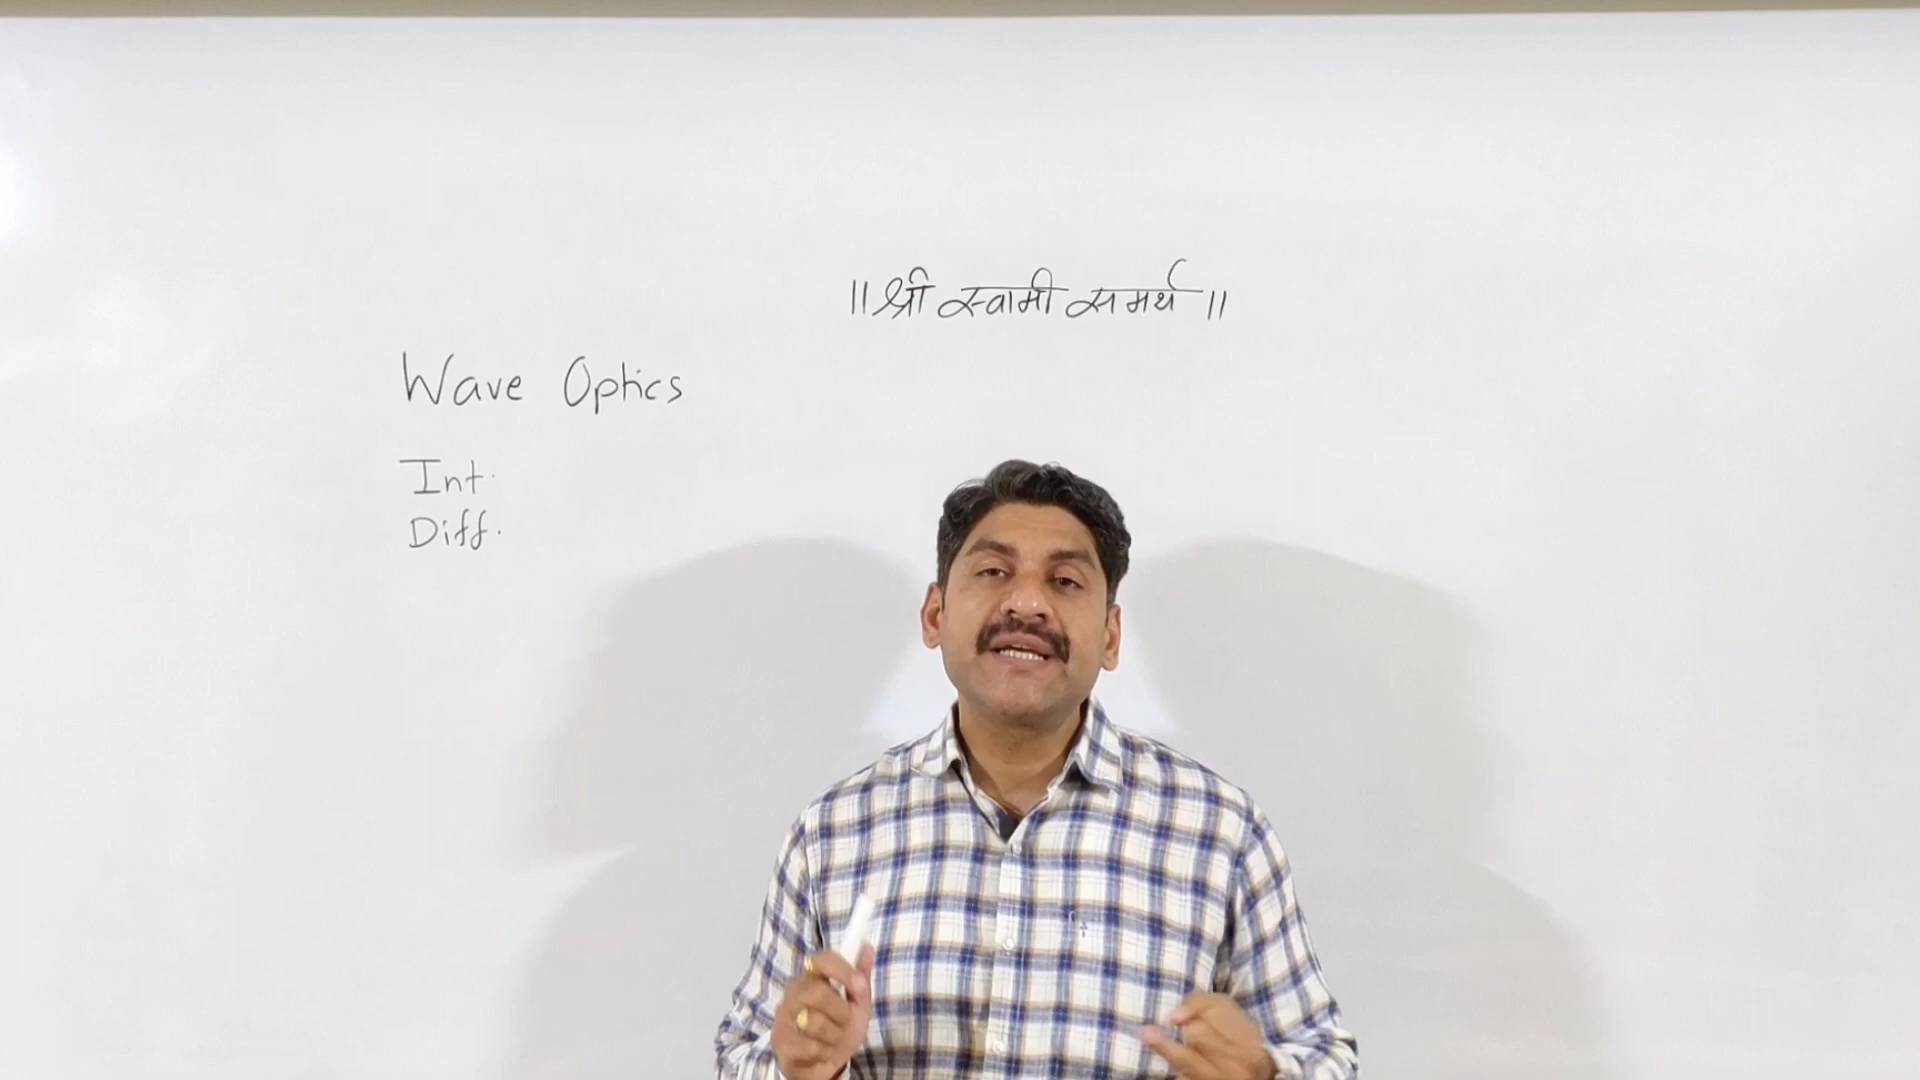 ॥ श्री स्वामी समर्थ ॥
Wave Optics
Int.
Diff.